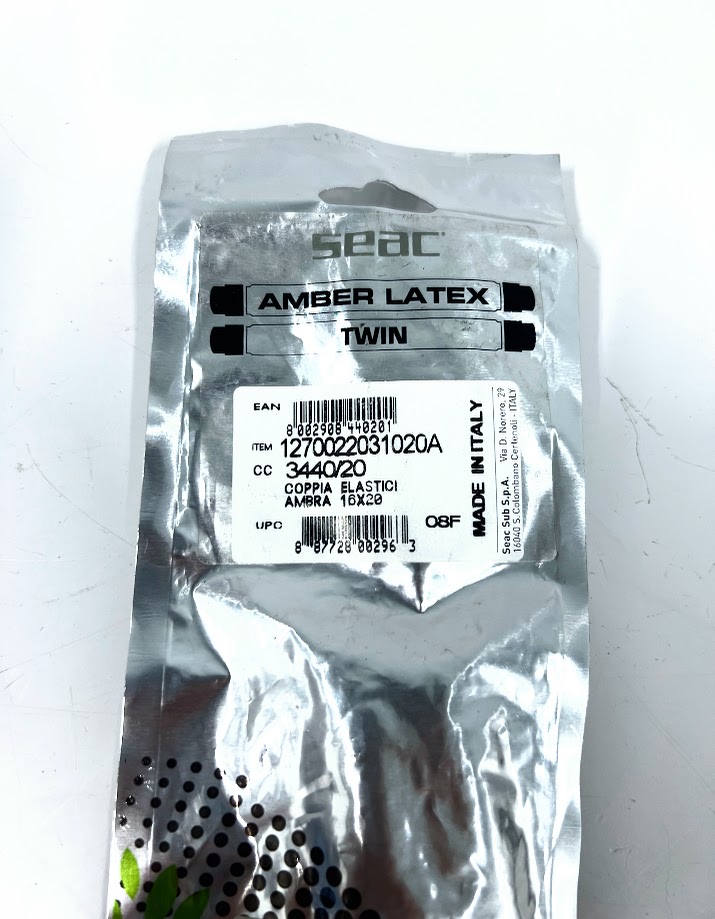 seac
AMBER LATEX
TWIN
EAN
8 002908 440201
ITEM 1270022031020A
CC 3440/20
COPPIA ELASTICI
AMBRA 16X20
UPC
8 87728 00296 3
08F
MADE IN ITALY
Seac Sub S.p.A. Via D. Norero, 29
16040 S. Colombano Certenoli - ITALY